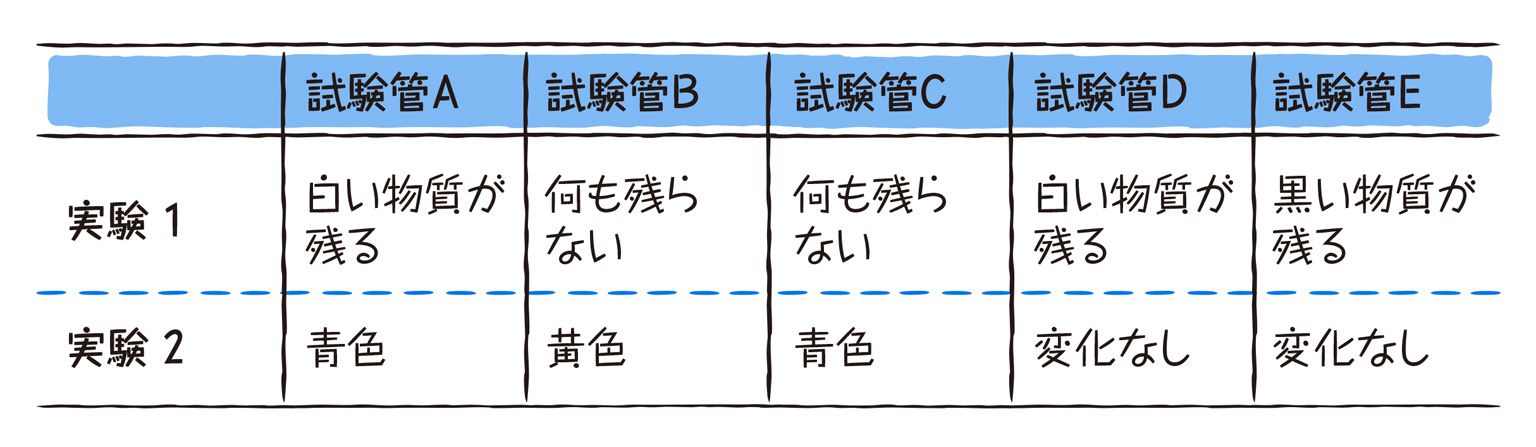 試験管A 試験管B 試験管C 試験管D 試験管E
実験 1 白い物質が残る 何も残らない 何も残らない 白い物質が残る 黒い物質が残る
実験 2 青色 黄色 青色 変化なし 変化なし